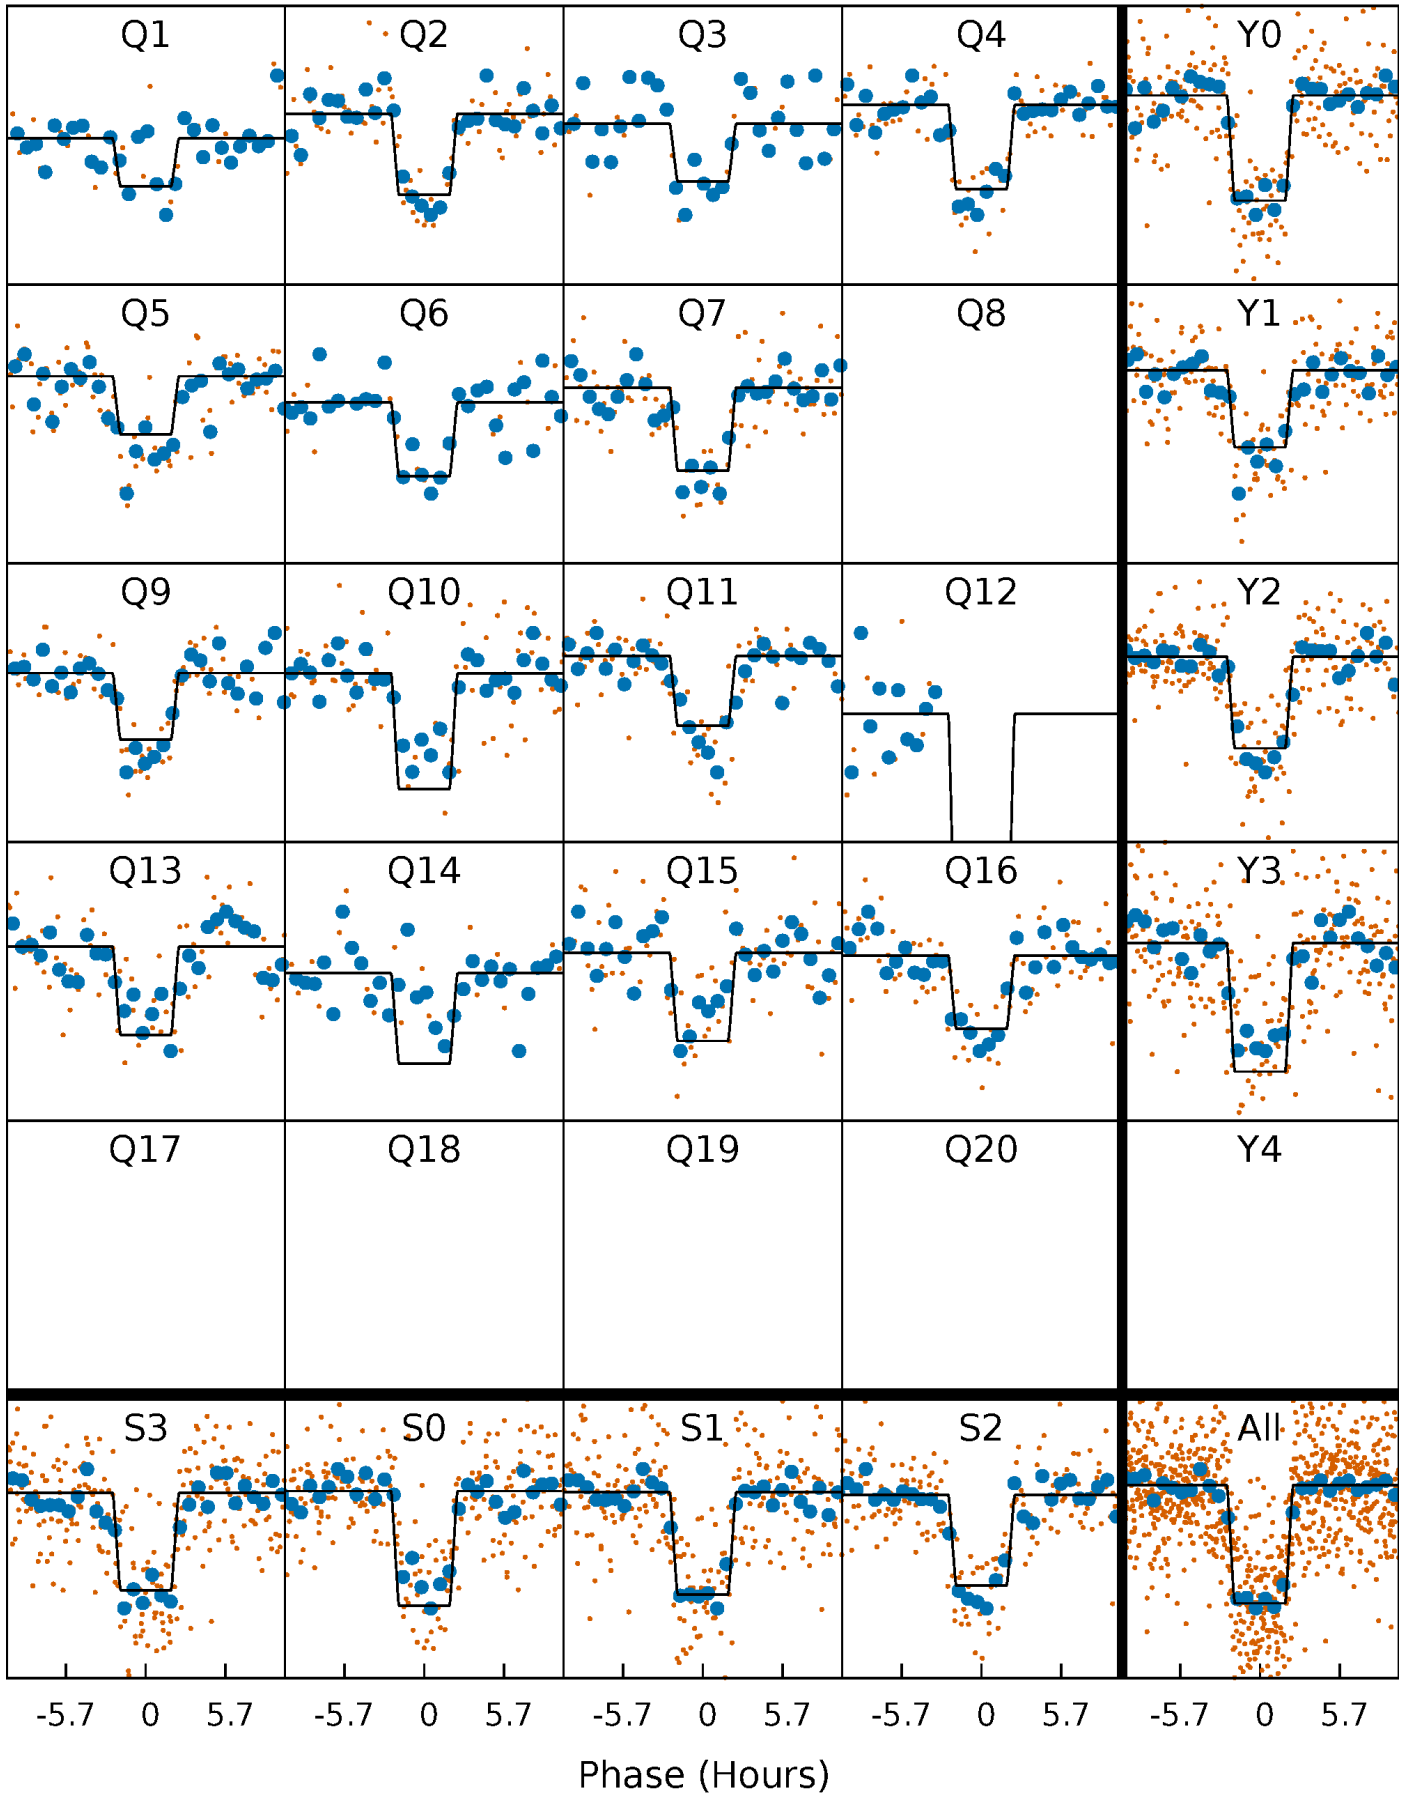 Q1 Q2 Q3 Q4 Y0
Q5 Q6 Q7 Q8 Y1
Q9 Q10 Q11 Q12 Y2
Q13 Q14 Q15 Q16 Y3
Q17 Q18 Q19 Q20 Y4
S3 S0 S1 S2 All
-5.7 0 5.7 -5.7 0 5.7 -5.7 0 5.7 -5.7 0 5.7 -5.7 0 5.7
Phase (Hours)